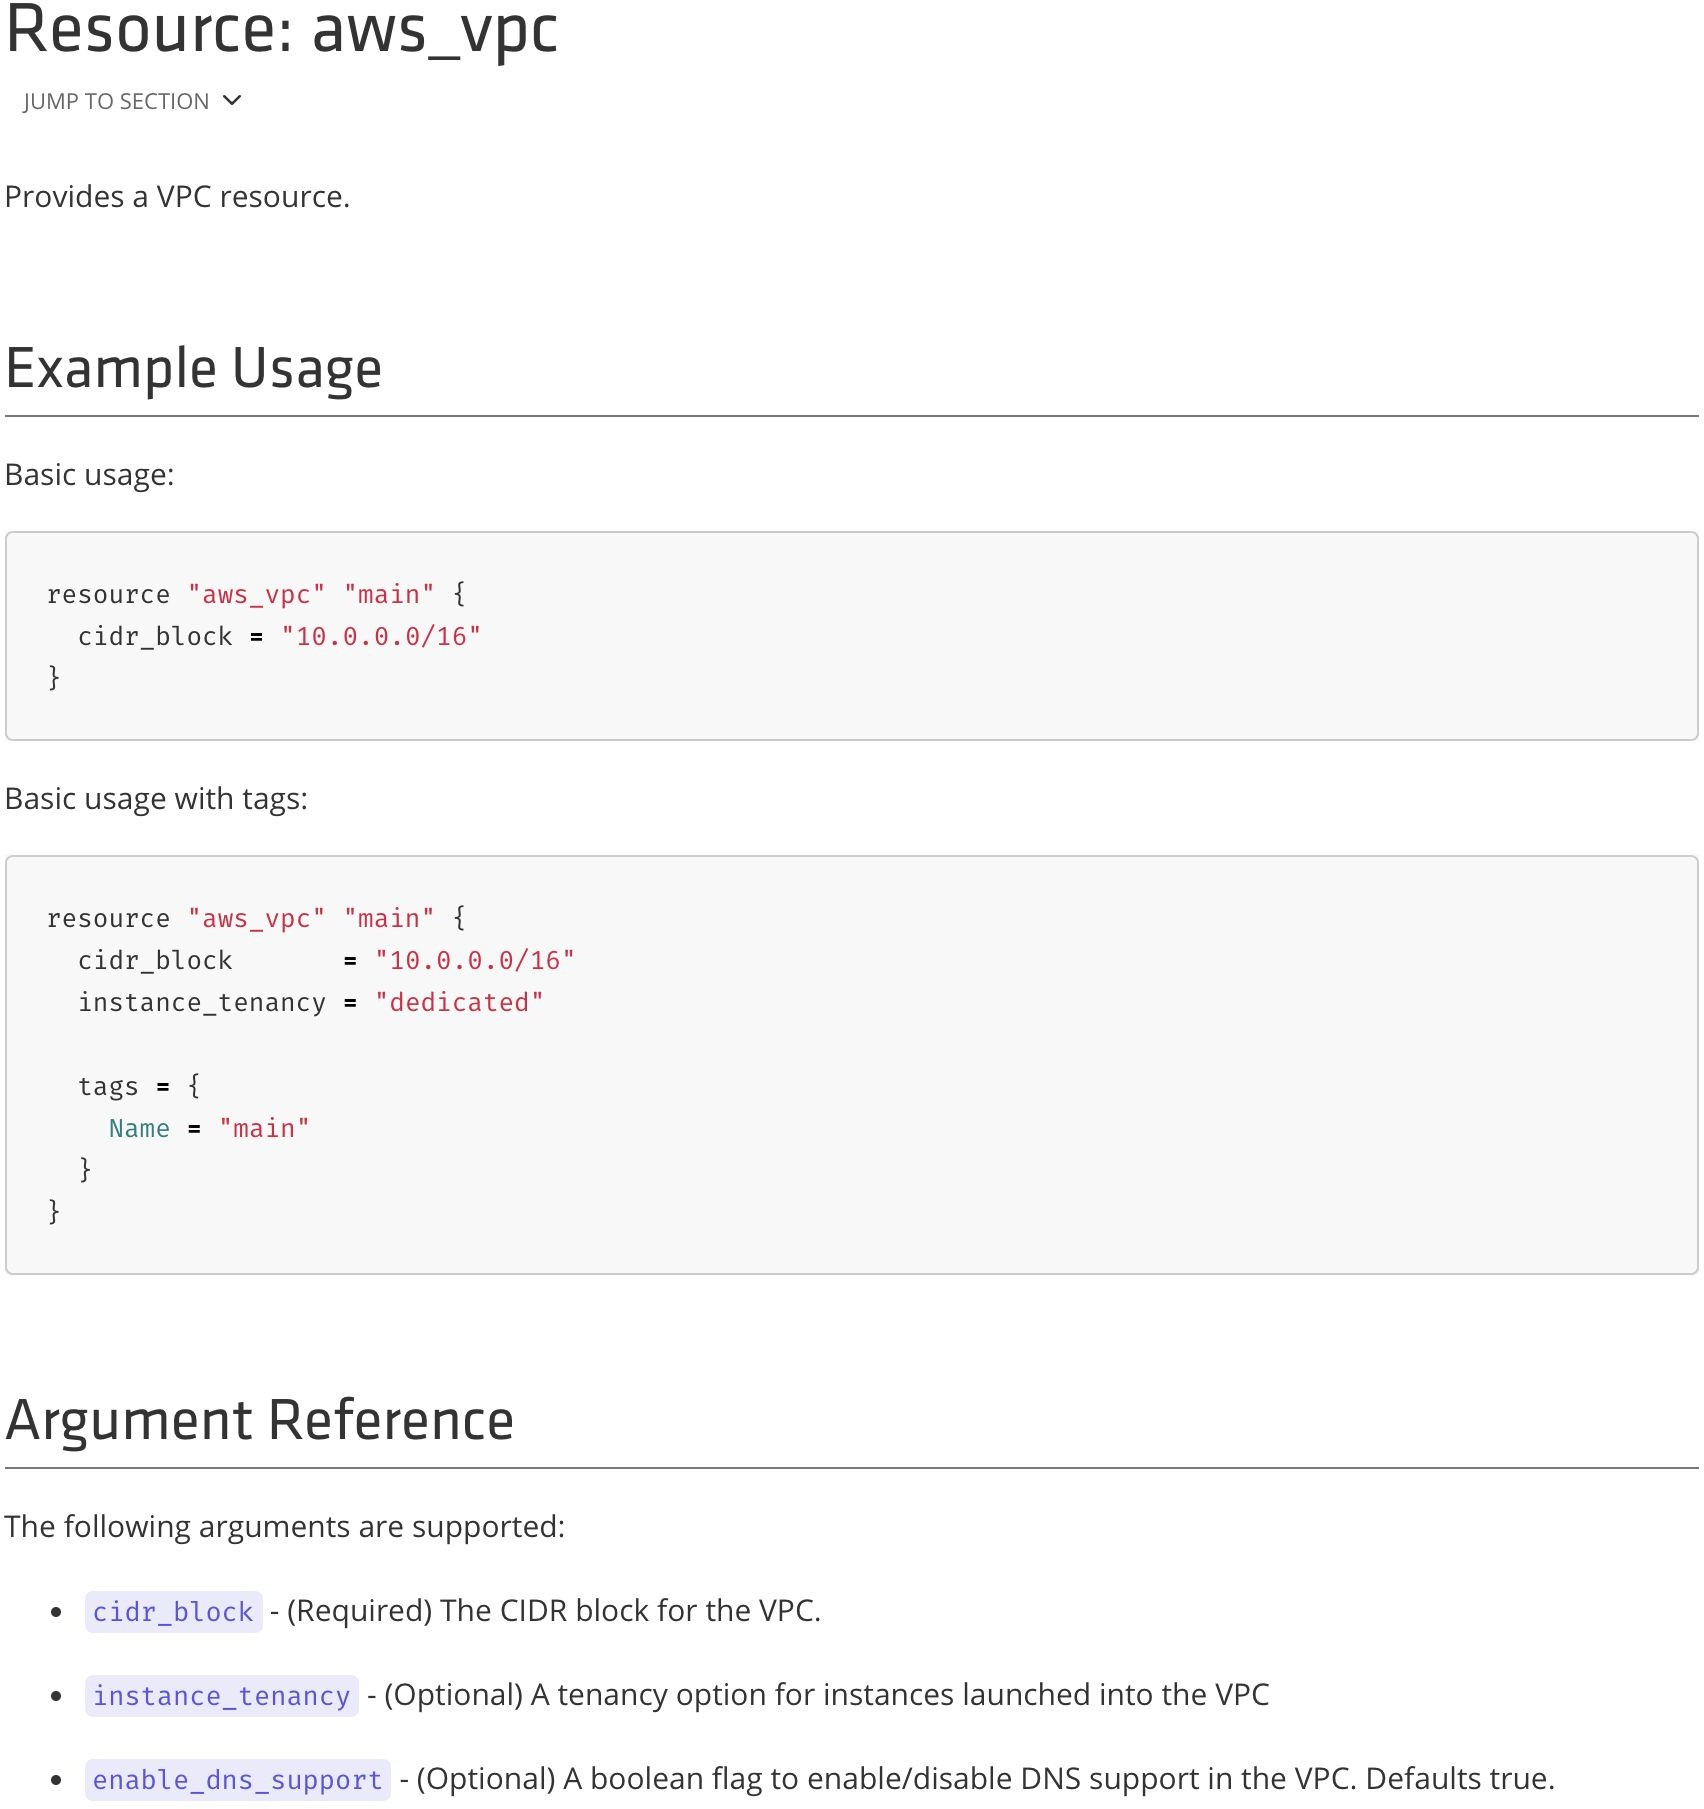 Resource: aws_vpc
JUMP TO SECTION
Provides a VPC resource.
Example Usage
Basic usage:
resource "aws_vpc" "main" {
  cidr_block = "10.0.0.0/16"
}
Basic usage with tags:
resource "aws_vpc" "main" {
  cidr_block       = "10.0.0.0/16"
  instance_tenancy = "dedicated"
  tags = {
    Name = "main"
  }
}
Argument Reference
The following arguments are supported:
• cidr_block - (Required) The CIDR block for the VPC.
• instance_tenancy - (Optional) A tenancy option for instances launched into the VPC
• enable_dns_support - (Optional) A boolean flag to enable/disable DNS support in the VPC. Defaults true.